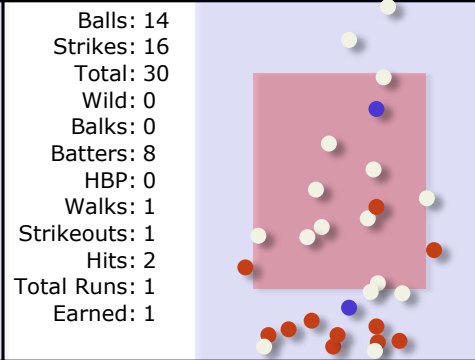 Balls: 14
Strikes: 16
Total: 30
Wild: 0
Balks: 0
Batters: 8
HBP: 0
Walks: 1
Strikeouts: 1
Hits: 2
Total Runs: 1
Earned: 1